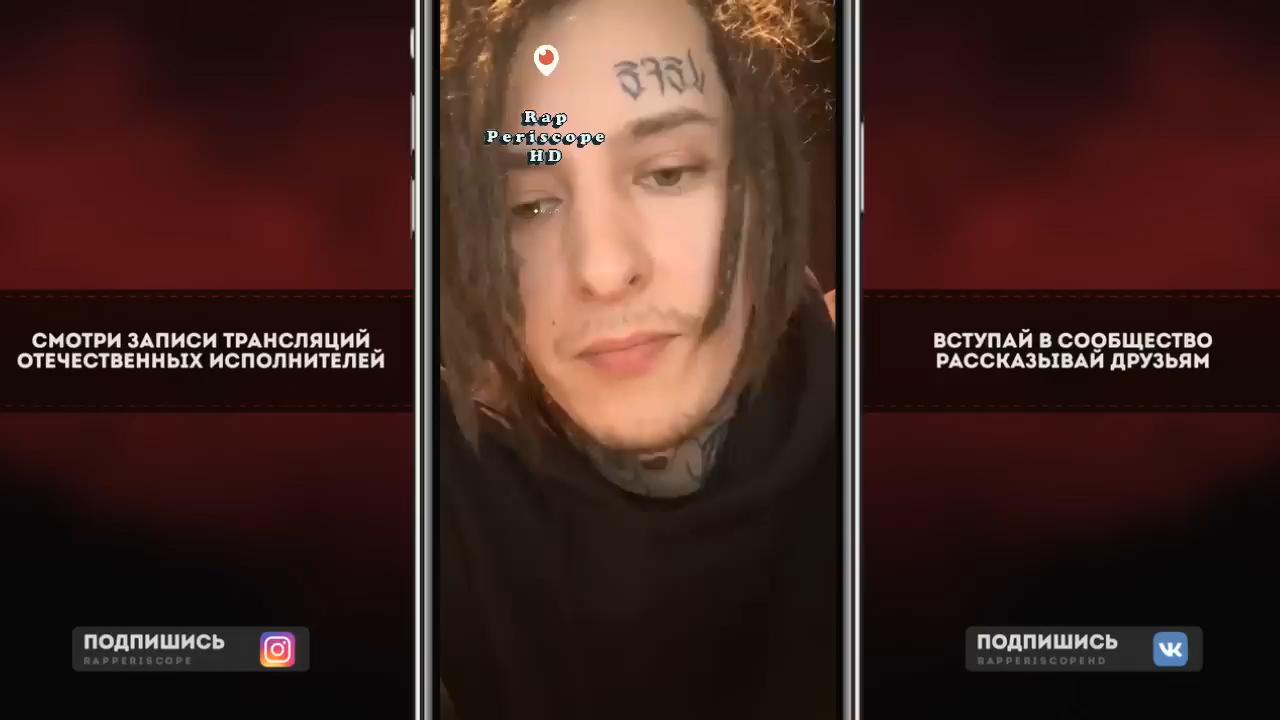 Rap
Periscope
HD
СМОТРИ ЗАПИСИ ТРАНСЛЯЦИЙ
ОТЕЧЕСТВЕННЫХ ИСПОЛНИТЕЛЕЙ
ВСТУПАЙ В СООБЩЕСТВО
РАССКАЗЫВАЙ ДРУЗЬЯМ
ПОДПИШИСЬ
RAPPERISCOPE
ПОДПИШИСЬ
RAPPERISCOPEHD